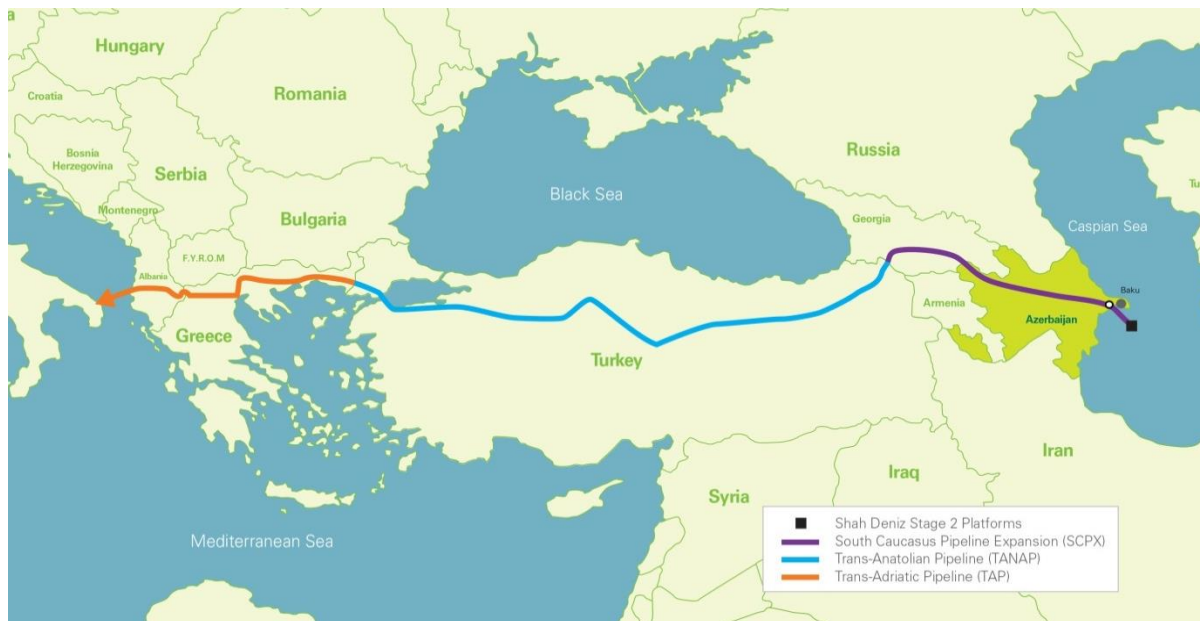 Hungary
Croatia
Romania
Bosnia
Herzegovina
Serbia
Montenegro
Bulgaria
F.Y.R.O.M
Albania
Greece
Black Sea
Russia
Georgia
Caspian Sea
Armenia
Azerbaijan
Baku
Turkey
Syria
Iraq
Iran
Mediterranean Sea
Shah Deniz Stage 2 Platforms
South Caucasus Pipeline Expansion (SCPX)
Trans-Anatolian Pipeline (TANAP)
Trans-Adriatic Pipeline (TAP)